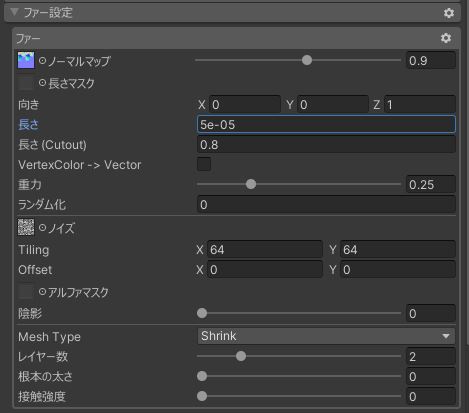 ファー設定
ファー
ノーマルマップ 0.9
長さマスク
向き X 0 Y 0 Z 1
長さ 5e-05
長さ(Cutout) 0.8
VertexColor -> Vector
重力 0.25
ランダム化 0
ノイズ
Tiling X 64 Y 64
Offset X 0 Y 0
アルファマスク
陰影 0
Mesh Type Shrink
レイヤー数 2
根本の太さ 0
接触強度 0